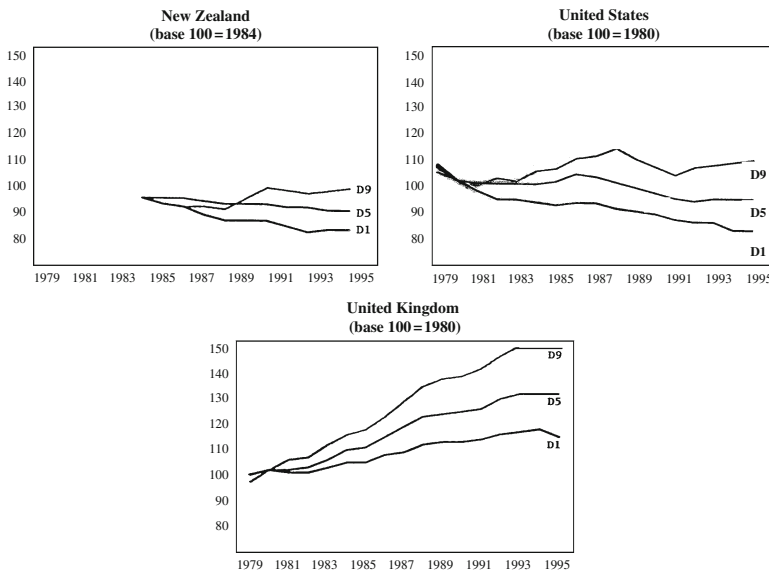 New Zealand
(base 100=1984)
150
140
130
120
110
100
90
80
D9
D5
D1
1979 1981 1983 1985 1987 1989 1991 1993 1995
United States
(base 100=1980)
150
140
130
120
110
100
90
80
D9
D5
D1
1979 1981 1983 1985 1987 1989 1991 1993 1995
United Kingdom
(base 100=1980)
150
140
130
120
110
100
90
80
D9
D5
D1
1979 1981 1983 1985 1987 1989 1991 1993 1995